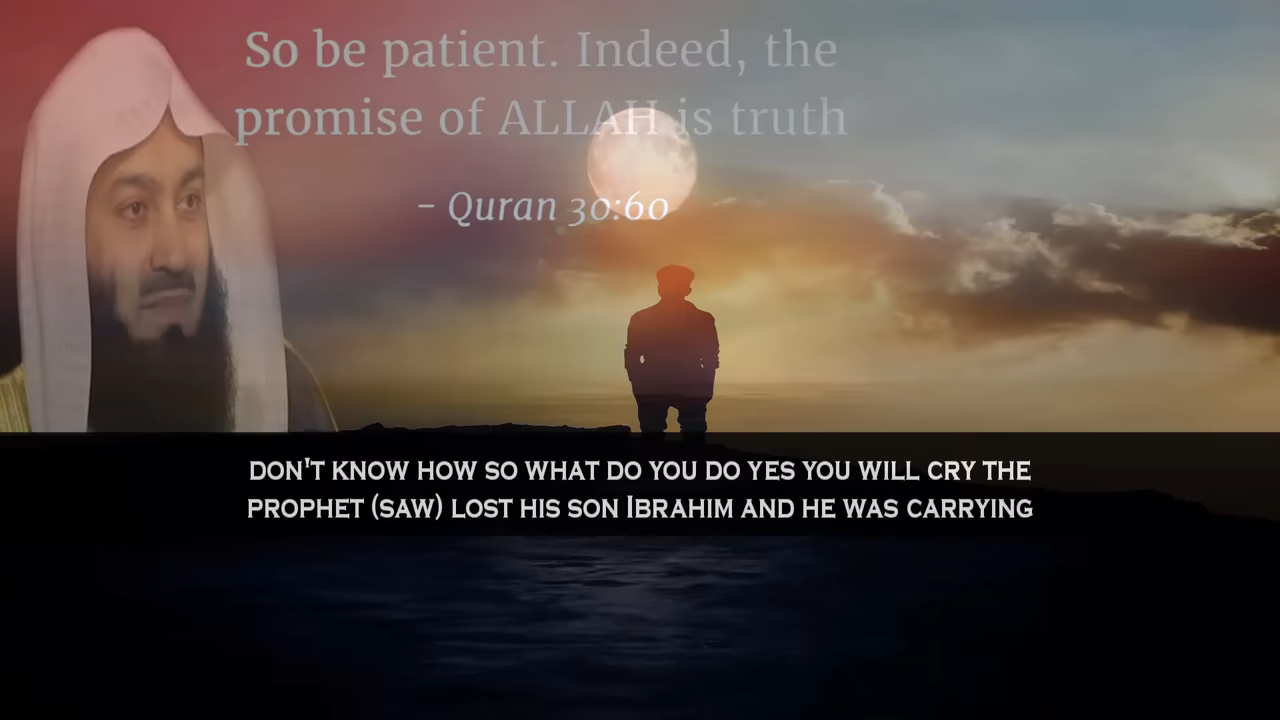 So be patient. Indeed, the
promise of ALLAH is truth
– Quran 30:60
DON'T KNOW HOW SO WHAT DO YOU DO YES YOU WILL CRY THE
PROPHET (SAW) LOST HIS SON IBRAHIM AND HE WAS CARRYING